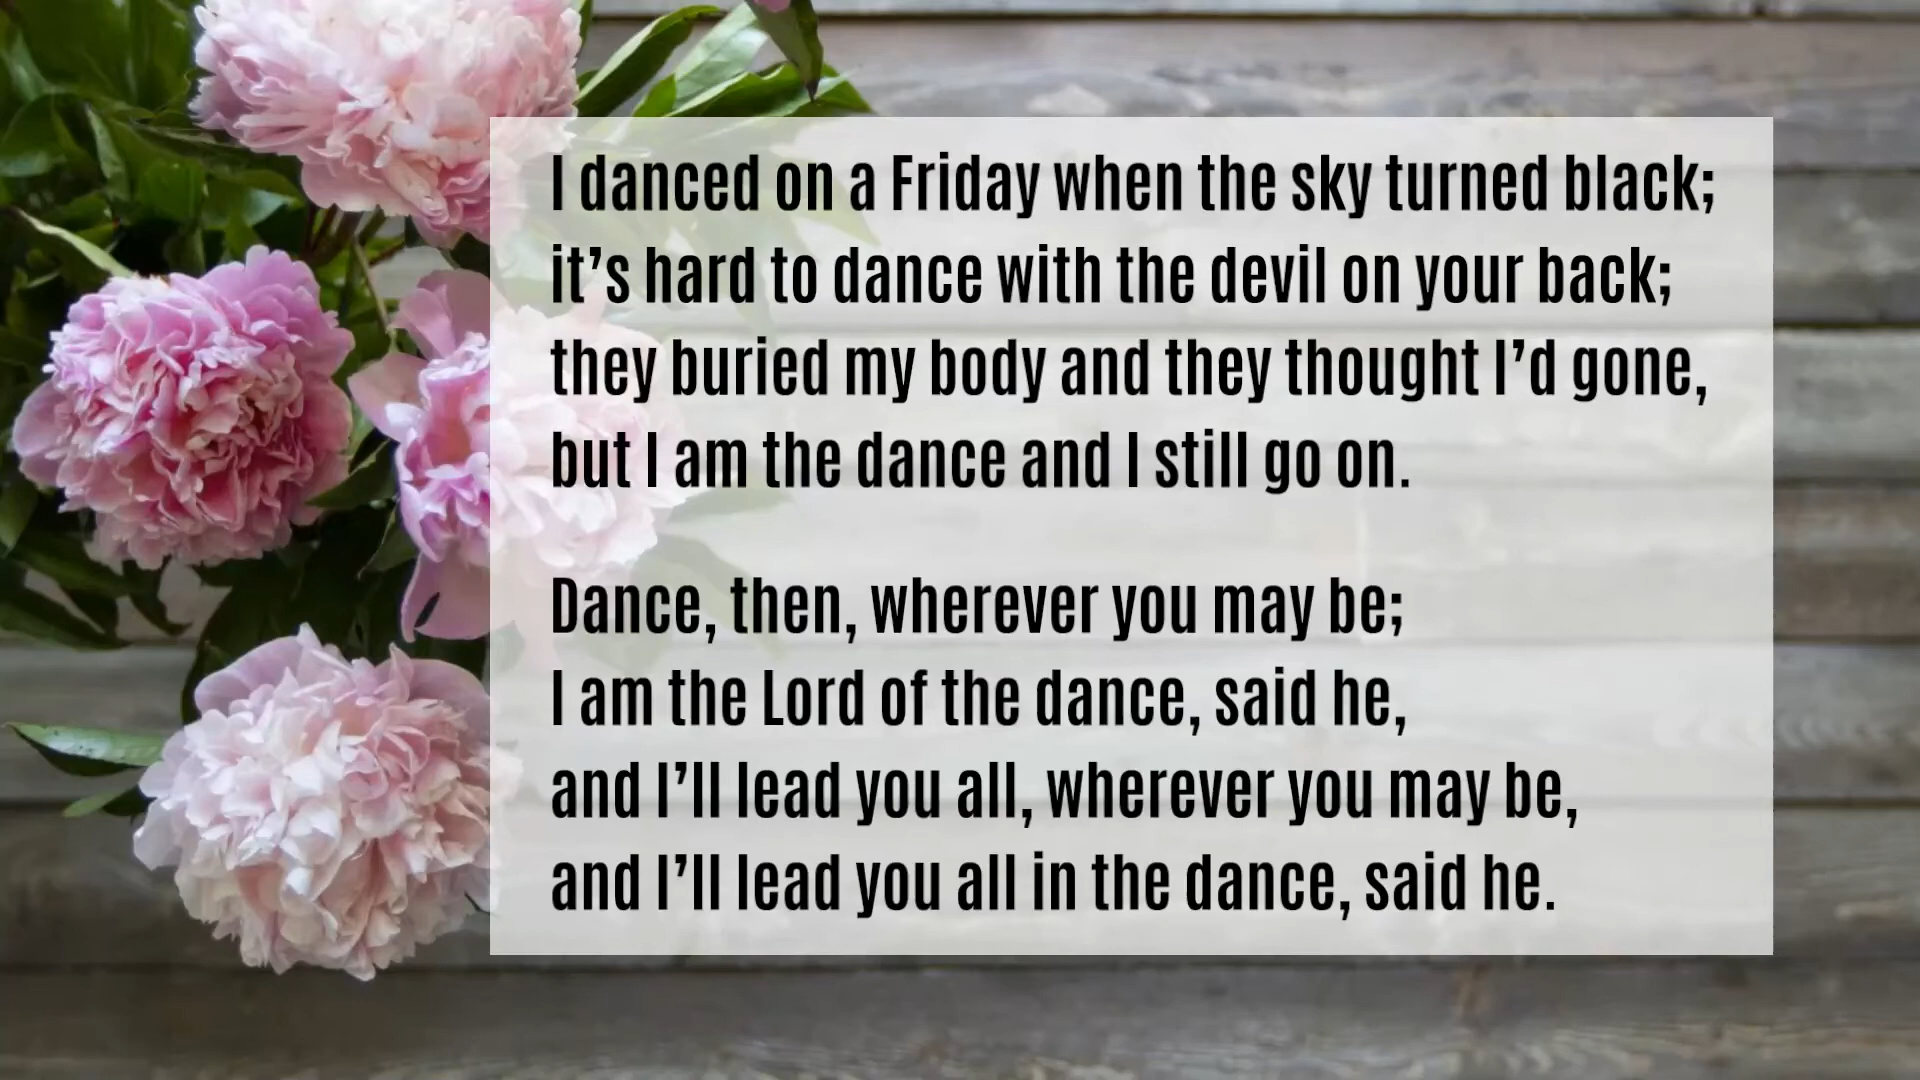 I danced on a Friday when the sky turned black;
it’s hard to dance with the devil on your back;
they buried my body and they thought I’d gone,
but I am the dance and I still go on.
Dance, then, wherever you may be;
I am the Lord of the dance, said he,
and I’ll lead you all, wherever you may be,
and I’ll lead you all in the dance, said he.